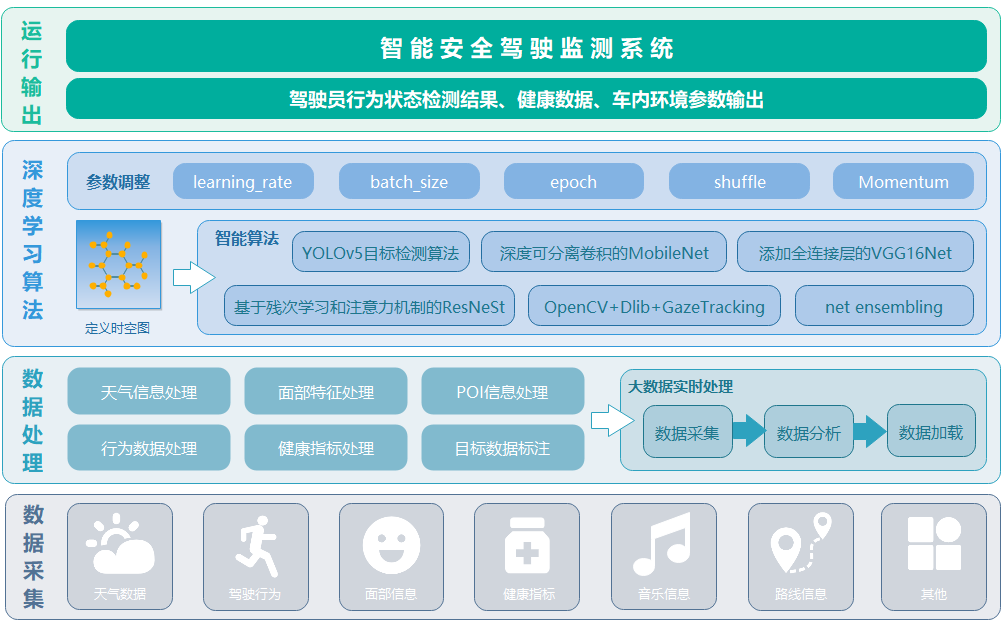 运行输出
智能安全驾驶监测系统
驾驶员行为状态检测结果、健康数据、车内环境参数输出
深度学习算法
参数调整
learning_rate
batch_size
epoch
shuffle
Momentum
定义时空图
智能算法
YOLOv5目标检测算法
深度可分离卷积的MobileNet
添加全连接层的VGG16Net
基于残次学习和注意力机制的ResNeSt
OpenCV+Dlib+GazeTracking
net ensembling
数据处理
天气信息处理
面部特征处理
POI信息处理
行为数据处理
健康指标处理
目标数据标注
大数据实时处理
数据采集
数据分析
数据加载
数据采集
天气数据
驾驶行为
面部信息
健康指标
音乐信息
路线信息
其他